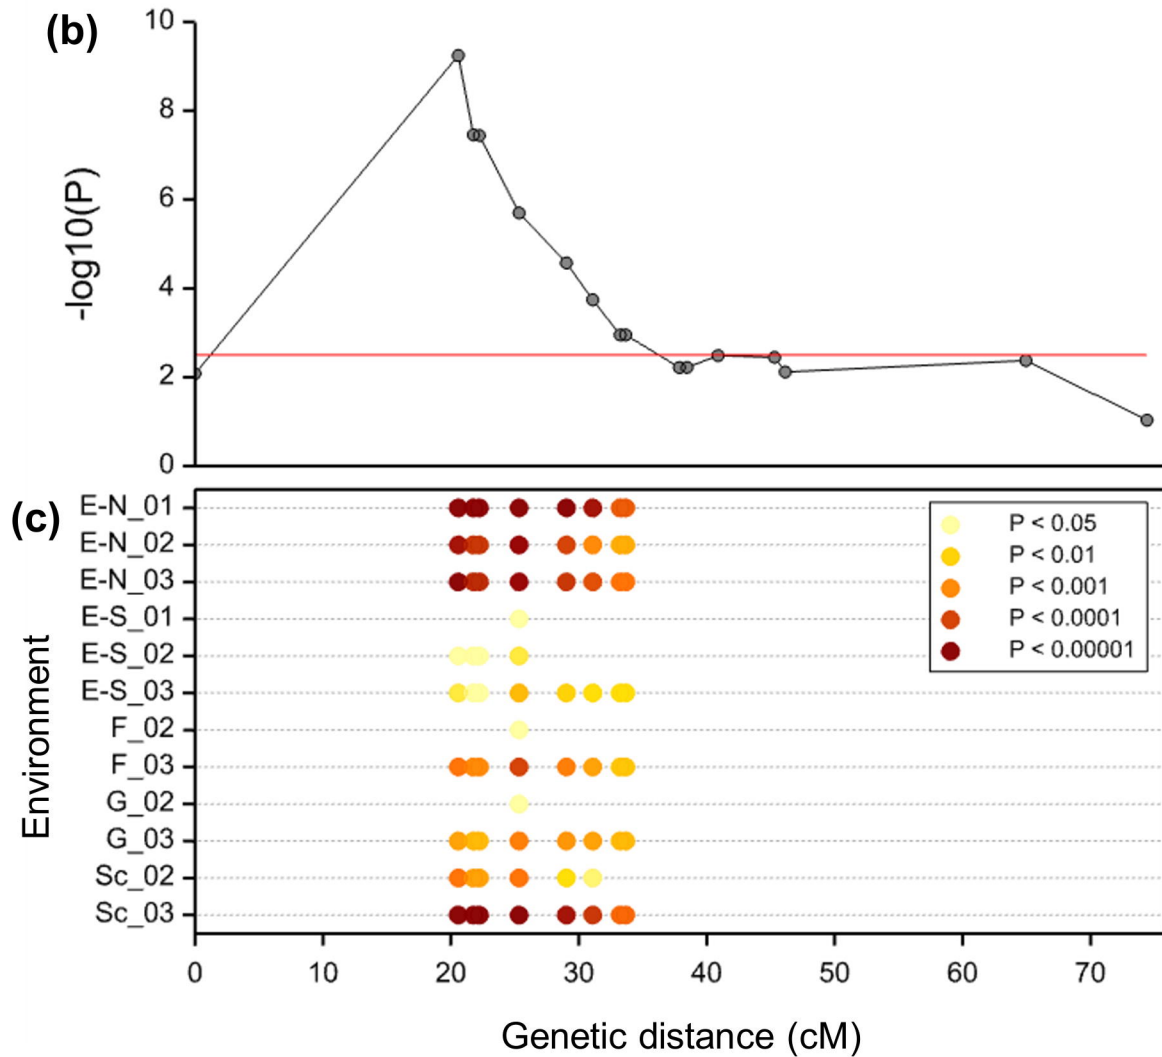 (b)
10
8
6
4
2
0
-log10(P)
(c)
E-N_01
E-N_02
E-N_03
E-S_01
E-S_02
E-S_03
F_02
F_03
G_02
G_03
Sc_02
Sc_03
Environment
P < 0.05
P < 0.01
P < 0.001
P < 0.0001
P < 0.00001
0 10 20 30 40 50 60 70
Genetic distance (cM)